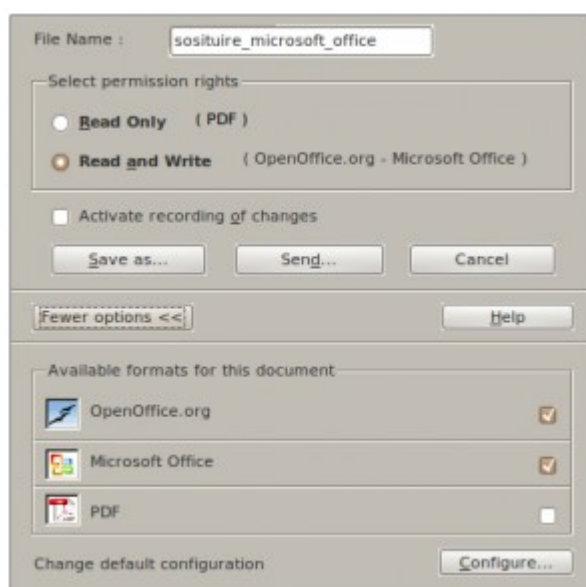 File Name : sosituire_microsoft_office
Select permission rights
Read Only ( PDF )
Read and Write ( OpenOffice.org - Microsoft Office )
Activate recording of changes
Save as... Send... Cancel
Fewer options << Help
Available formats for this document
OpenOffice.org
Microsoft Office
PDF
Change default configuration Configure...